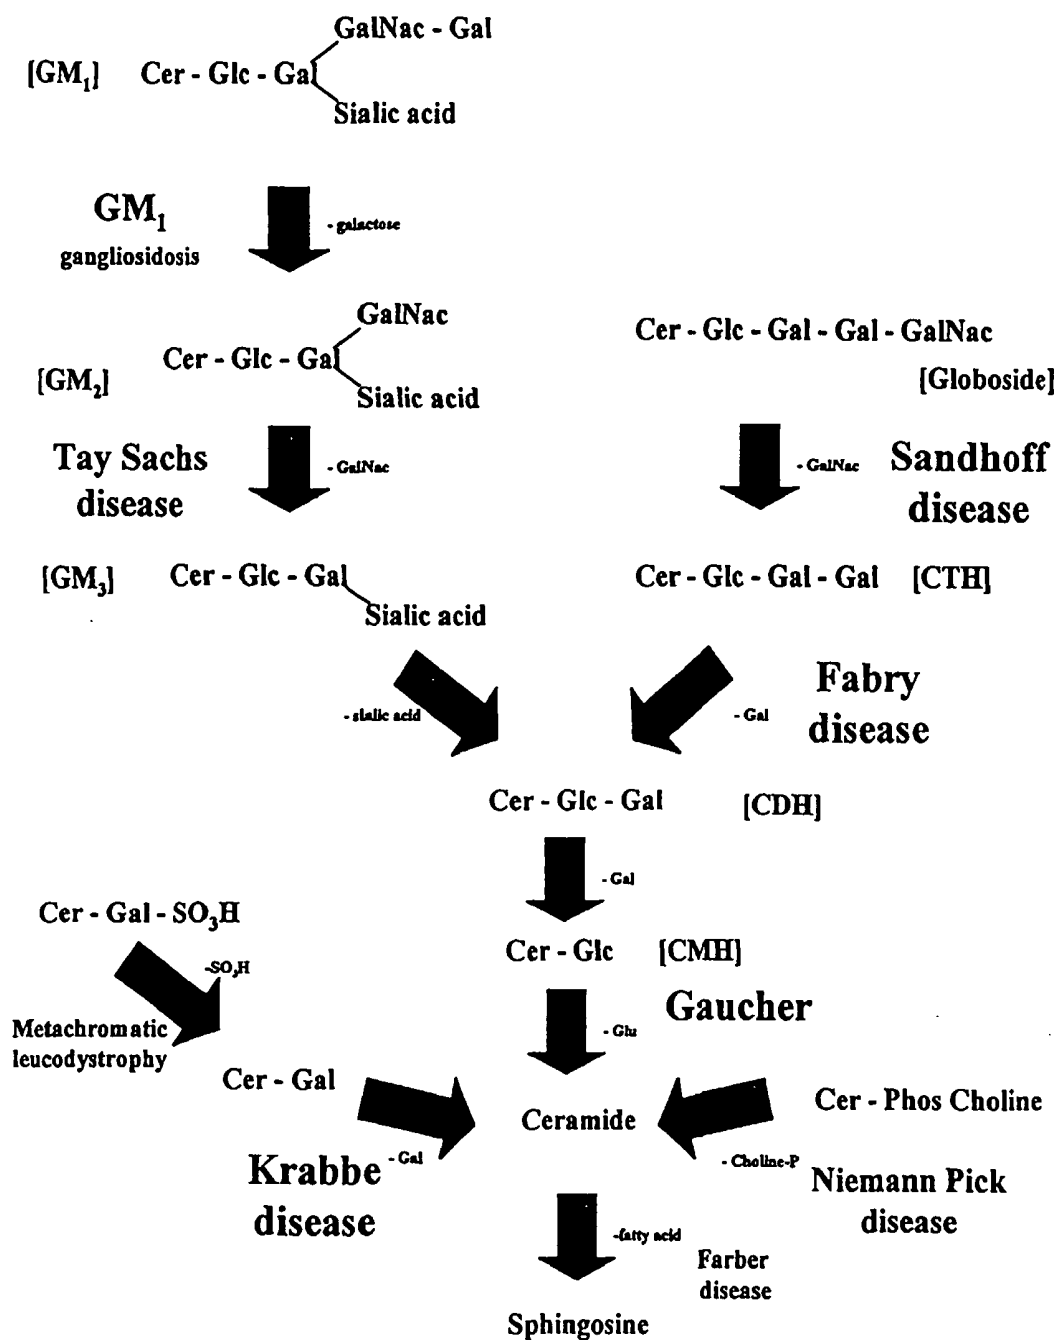 GalNac - Gal
[GM₁] Cer - Glc - Gal
Sialic acid
GM₁
gangliosidosis
- galactose
GalNac
Cer - Glc - Gal
[GM₂]
Sialic acid
Cer - Glc - Gal - Gal - GalNac
[Globoside]
Tay Sachs
disease
- GalNac
- GalNac
Sandhoff
disease
[GM₃] Cer - Glc - Gal
Sialic acid
Cer - Glc - Gal - Gal [CTH]
- sialic acid
- Gal
Fabry
disease
Cer - Glc - Gal [CDH]
- Gal
Cer - Gal - SO₃H
-SO₃H
Metachromatic
leucodystrophy
Cer - Glc [CMH]
- Glu
Gaucher
Cer - Gal
Ceramide
Cer - Phos Choline
- Gal
Krabbe
disease
- Choline-P
Niemann Pick
disease
-fatty acid
Farber
disease
Sphingosine